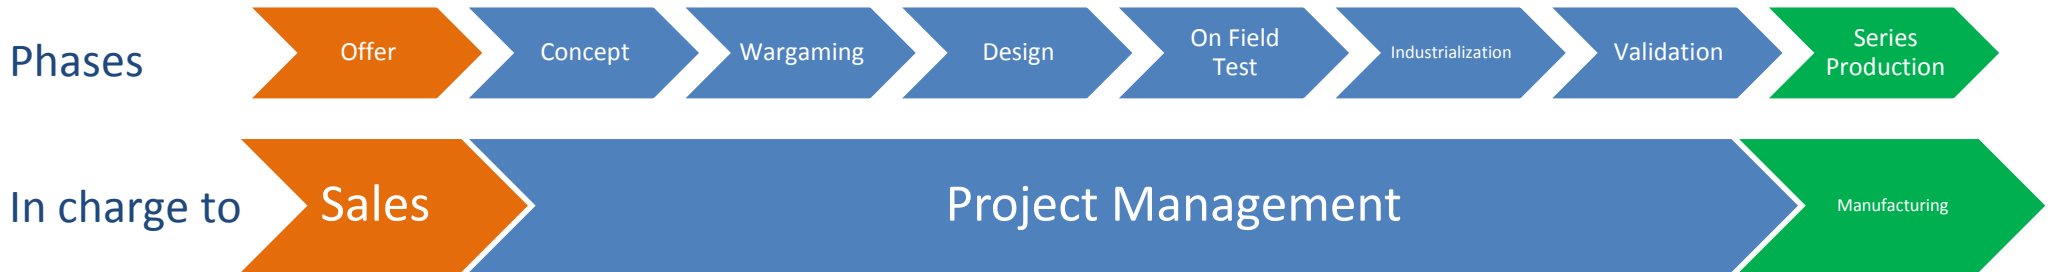 Phases
Offer
Concept
Wargaming
Design
On Field
Test
Industrialization
Validation
Series
Production
In charge to
Sales
Project Management
Manufacturing